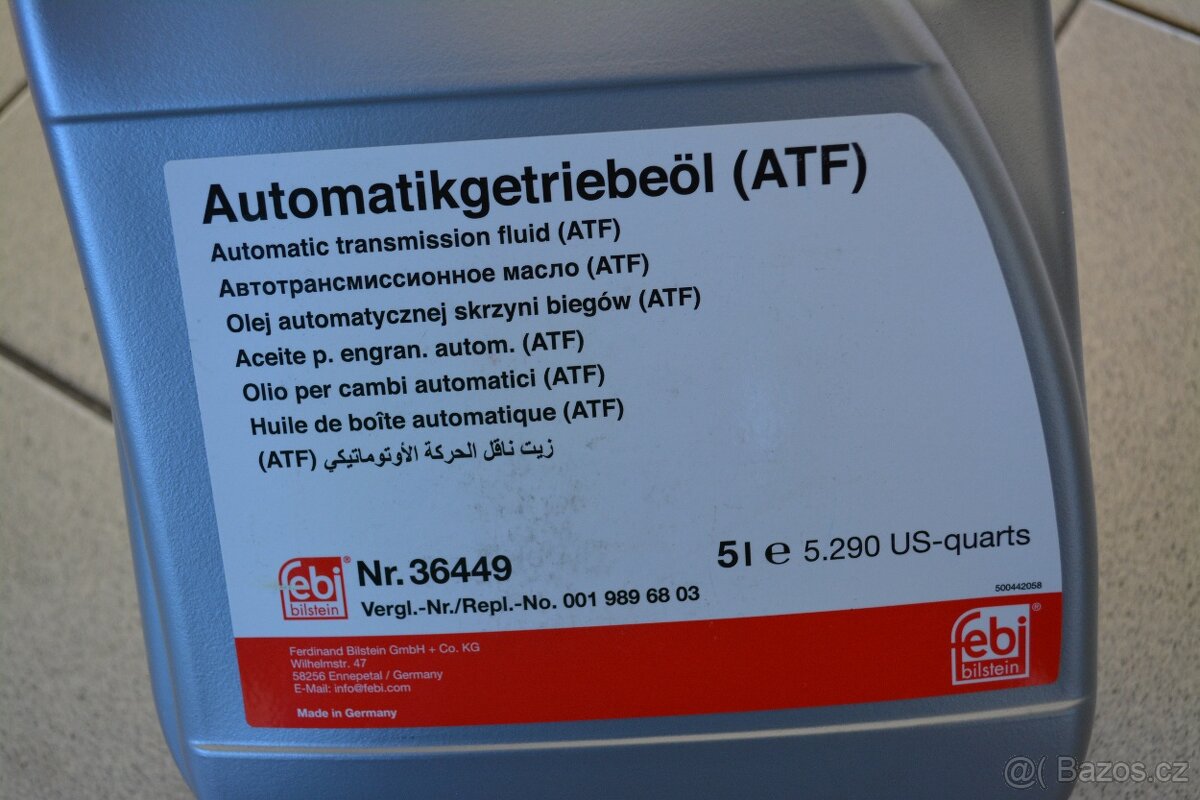 Automatikgetriebeöl (ATF)
Automatic transmission fluid (ATF)
Автотрансмиссионное масло (ATF)
Olej automatycznej skrzyni biegów (ATF)
Aceite p. engran. autom. (ATF)
Olio per cambi automatici (ATF)
Huile de boîte automatique (ATF)
زيت ناقل الحركة الأوتوماتيكي (ATF)
febi®
bilstein
Nr. 36449
Vergl.-Nr./Repl.-No. 001 989 68 03
5 l e 5.290 US-quarts
500442058
Ferdinand Bilstein GmbH + Co. KG
Wilhelmstr. 47
58256 Ennepetal / Germany
E-Mail: info@febi.com
Made in Germany
febi®
bilstein
@( Bazos.cz